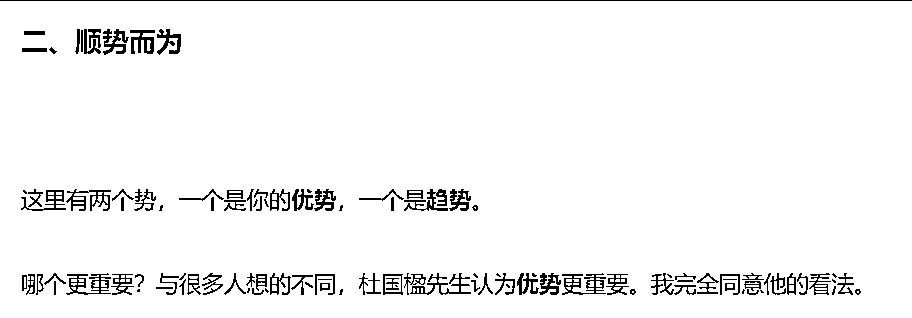 二、顺势而为
这里有两个势，一个是你的优势，一个是趋势。
哪个更重要？与很多人想的不同，杜国楹先生认为优势更重要。我完全同意他的看法。